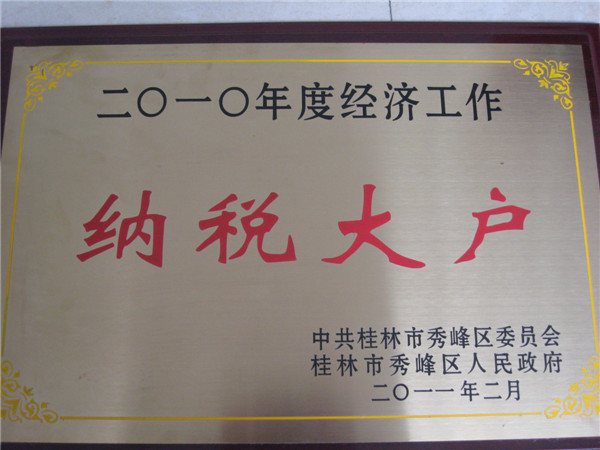 二〇一〇年度经济工作
纳税大户
中共桂林市秀峰区委员会
桂林市秀峰区人民政府
二〇一一年二月